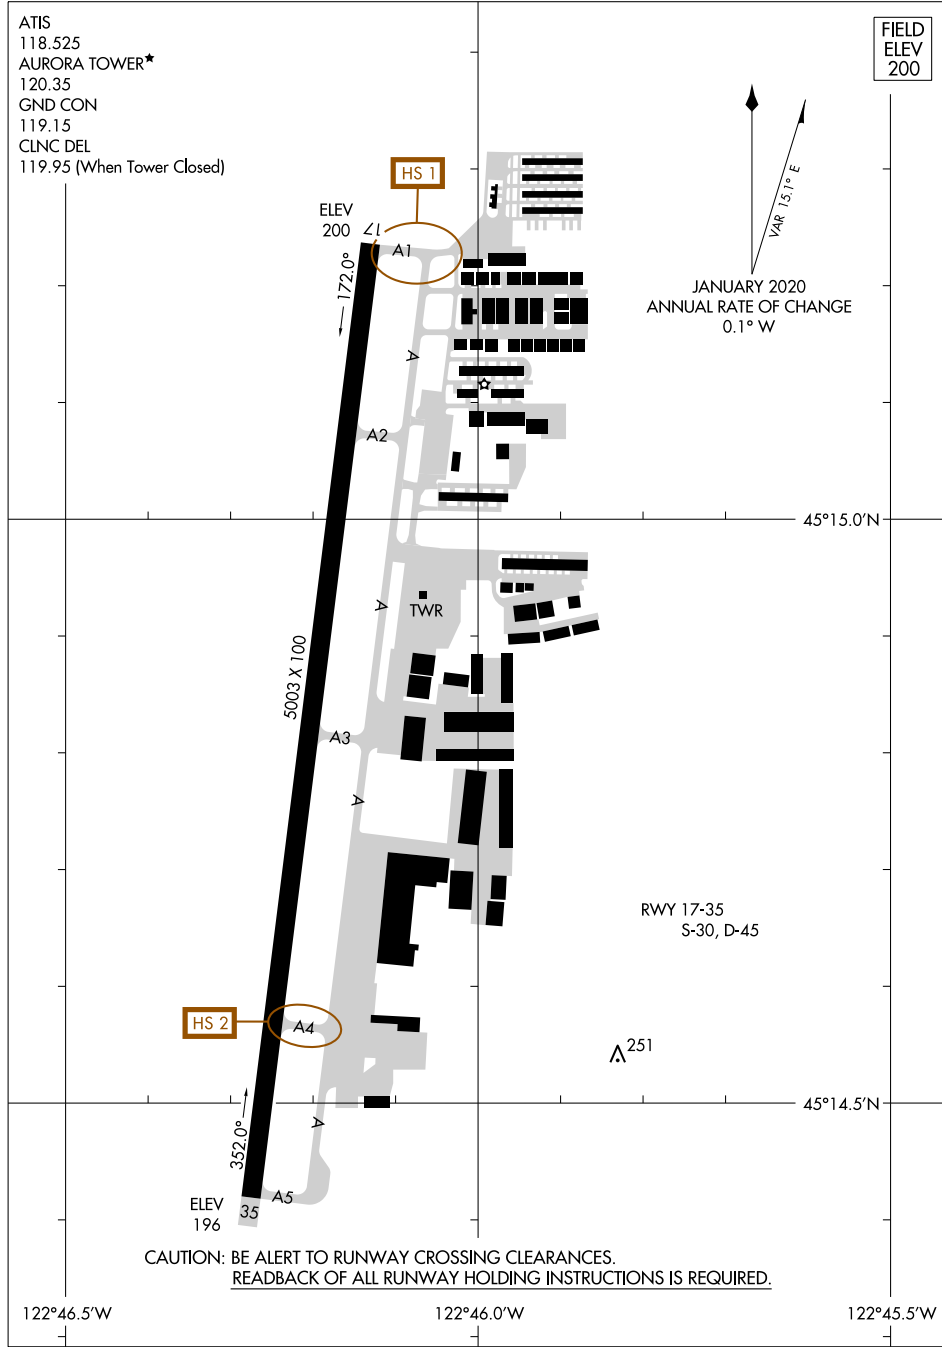 ATIS
118.525
AURORA TOWER★
120.35
GND CON
119.15
CLNC DEL
119.95 (When Tower Closed)
FIELD
ELEV
200
HS 1
VAR 15.1° E
JANUARY 2020
ANNUAL RATE OF CHANGE
0.1° W
ELEV
200
17
A1
172.0°
A
A2
45°15.0'N
A
TWR
5003 X 100
A3
A
RWY 17-35
S-30, D-45
HS 2
A4
251
45°14.5'N
A
352.0°
A5
ELEV
196
35
CAUTION: BE ALERT TO RUNWAY CROSSING CLEARANCES.
READBACK OF ALL RUNWAY HOLDING INSTRUCTIONS IS REQUIRED.
122°46.5'W
122°46.0'W
122°45.5'W